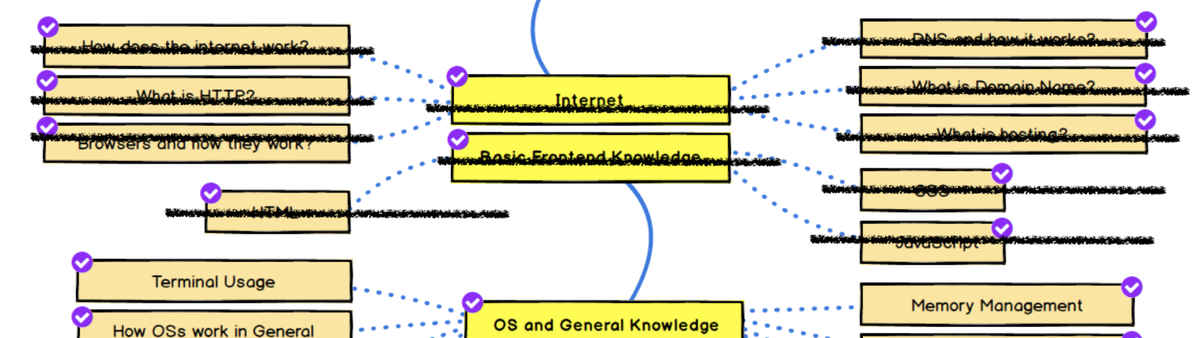 How does the internet work?
What is HTTP?
Browsers and how they work?
HTML
Internet
Basic Frontend Knowledge
DNS and how it works?
What is Domain Name?
What is hosting?
CSS
JavaScript
Terminal Usage
How OSs work in General
OS and General Knowledge
Memory Management